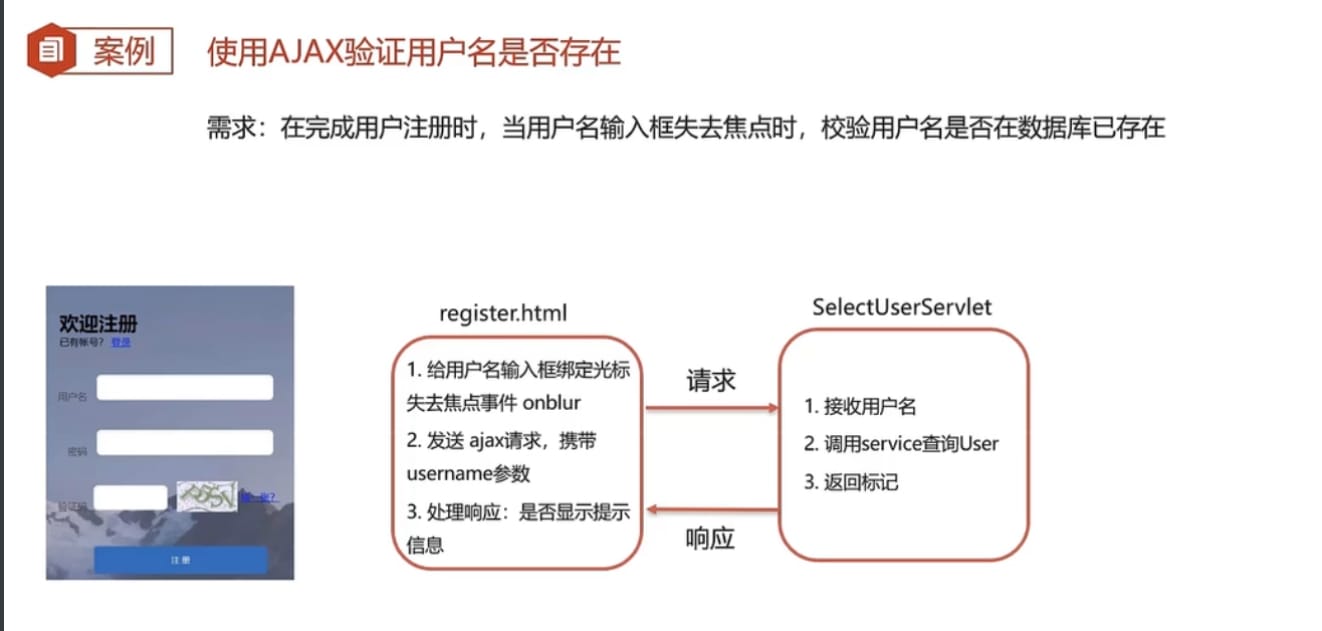 案例
使用AJAX验证用户名是否存在
需求：在完成用户注册时，当用户名输入框失去焦点时，校验用户名是否在数据库已存在
欢迎注册
已有帐号？ 登录
用户名
密码
验证码
注册
register.html
1. 给用户名输入框绑定光标
失去焦点事件 onblur
2. 发送 ajax请求，携带
username参数
3. 处理响应：是否显示提示
信息
请求
响应
SelectUserServlet
1. 接收用户名
2. 调用service查询User
3. 返回标记